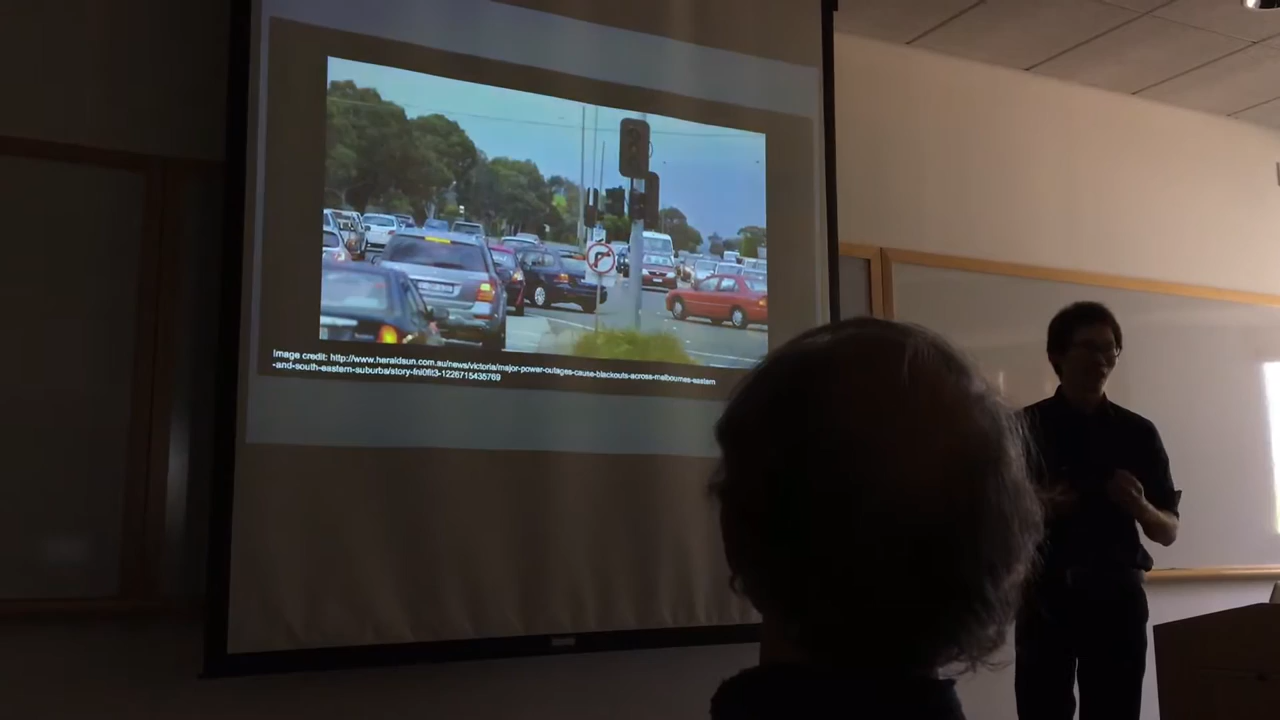 Image credit: http://www.heraldsun.com.au/news/victoria/major-power-outages-cause-blackouts-across-melbournes-eastern
-and-south-eastern-suburbs/story-fni0fit3-1226715435769